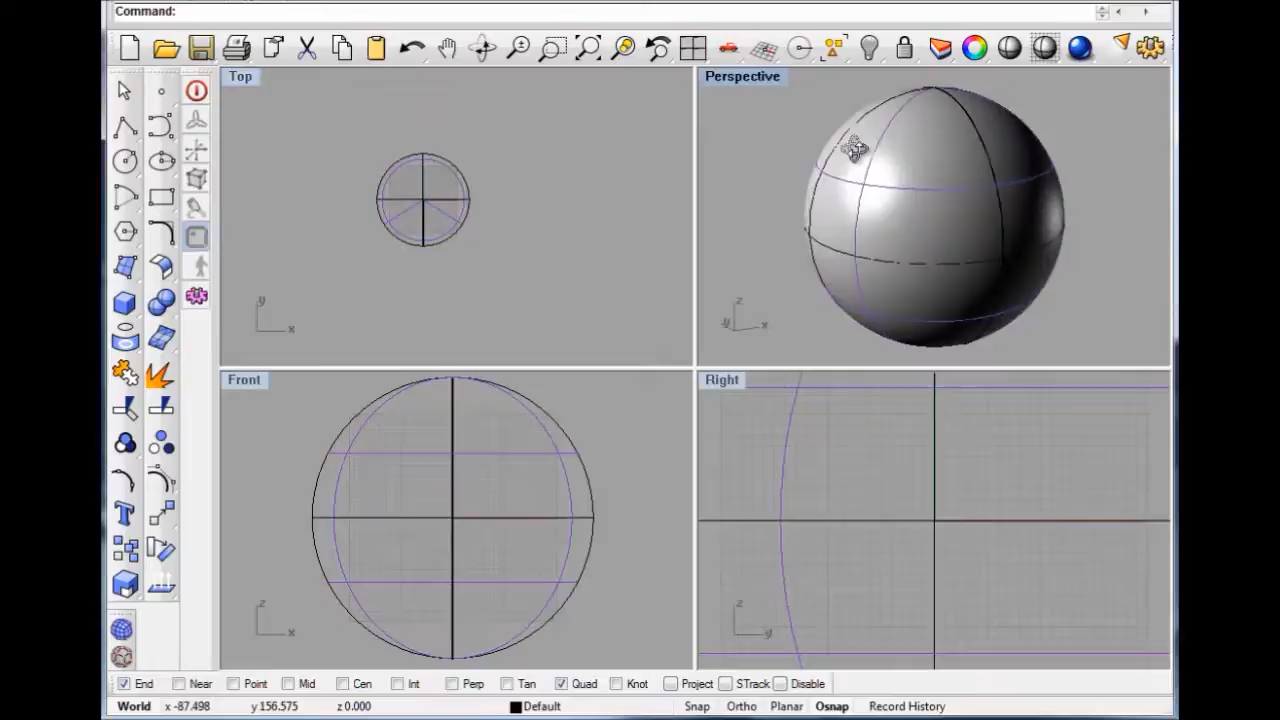 Command:
Top
Perspective
y
x
z
y
x
Front
Right
z
x
z
y
End Near Point Mid Cen Int Perp Tan Quad Knot Project STrack Disable
World x -87.498 y 156.575 z 0.000 Default Snap Ortho Planar Osnap Record History